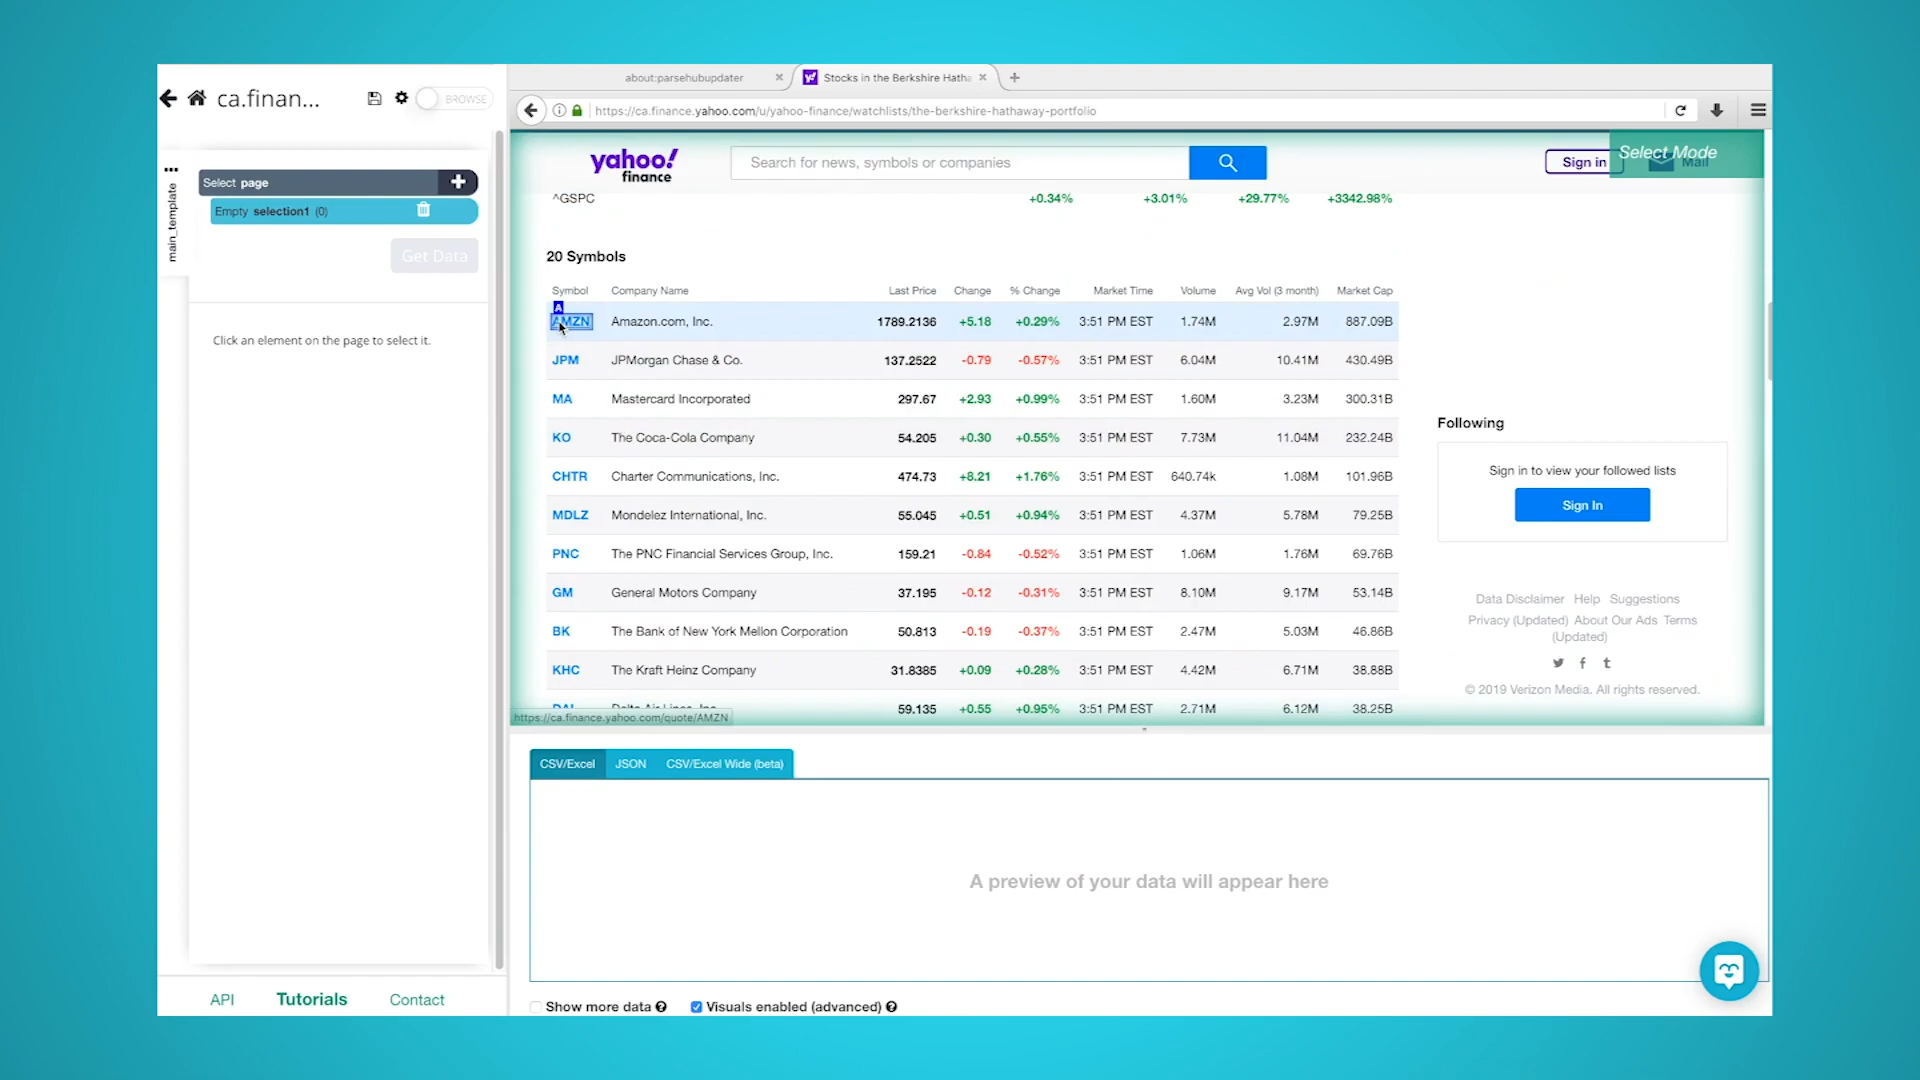 ca.finan...
BROWSE
main_template
Select page
Empty selection1 (0)
Get Data
Click an element on the page to select it.
API Tutorials Contact
about:parsehubupdater
Stocks in the Berkshire Hatha
https://ca.finance.yahoo.com/u/yahoo-finance/watchlists/the-berkshire-hathaway-portfolio
yahoo!
finance
Search for news, symbols or companies
Sign in
Mail
Select Mode
^GSPC +0.34% +3.01% +29.77% +3342.98%
20 Symbols
Symbol Company Name Last Price Change % Change Market Time Volume Avg Vol (3 month) Market Cap
A
AMZN Amazon.com, Inc. 1789.2136 +5.18 +0.29% 3:51 PM EST 1.74M 2.97M 887.09B
JPM JPMorgan Chase & Co. 137.2522 -0.79 -0.57% 3:51 PM EST 6.04M 10.41M 430.49B
MA Mastercard Incorporated 297.67 +2.93 +0.99% 3:51 PM EST 1.60M 3.23M 300.31B
KO The Coca-Cola Company 54.205 +0.30 +0.55% 3:51 PM EST 7.73M 11.04M 232.24B
CHTR Charter Communications, Inc. 474.73 +8.21 +1.76% 3:51 PM EST 640.74k 1.08M 101.96B
MDLZ Mondelez International, Inc. 55.045 +0.51 +0.94% 3:51 PM EST 4.37M 5.78M 79.25B
PNC The PNC Financial Services Group, Inc. 159.21 -0.84 -0.52% 3:51 PM EST 1.06M 1.76M 69.76B
GM General Motors Company 37.195 -0.12 -0.31% 3:51 PM EST 8.10M 9.17M 53.14B
BK The Bank of New York Mellon Corporation 50.813 -0.19 -0.37% 3:51 PM EST 2.47M 5.03M 46.86B
KHC The Kraft Heinz Company 31.8385 +0.09 +0.28% 3:51 PM EST 4.42M 6.71M 38.88B
DAL Delta Air Lines, Inc. 59.135 +0.55 +0.95% 3:51 PM EST 2.71M 6.12M 38.25B
https://ca.finance.yahoo.com/quote/AMZN
Following
Sign in to view your followed lists
Sign In
Data Disclaimer Help Suggestions
Privacy (Updated) About Our Ads Terms
(Updated)
© 2019 Verizon Media. All rights reserved.
CSV/Excel JSON CSV/Excel Wide (beta)
A preview of your data will appear here
Show more data Visuals enabled (advanced)